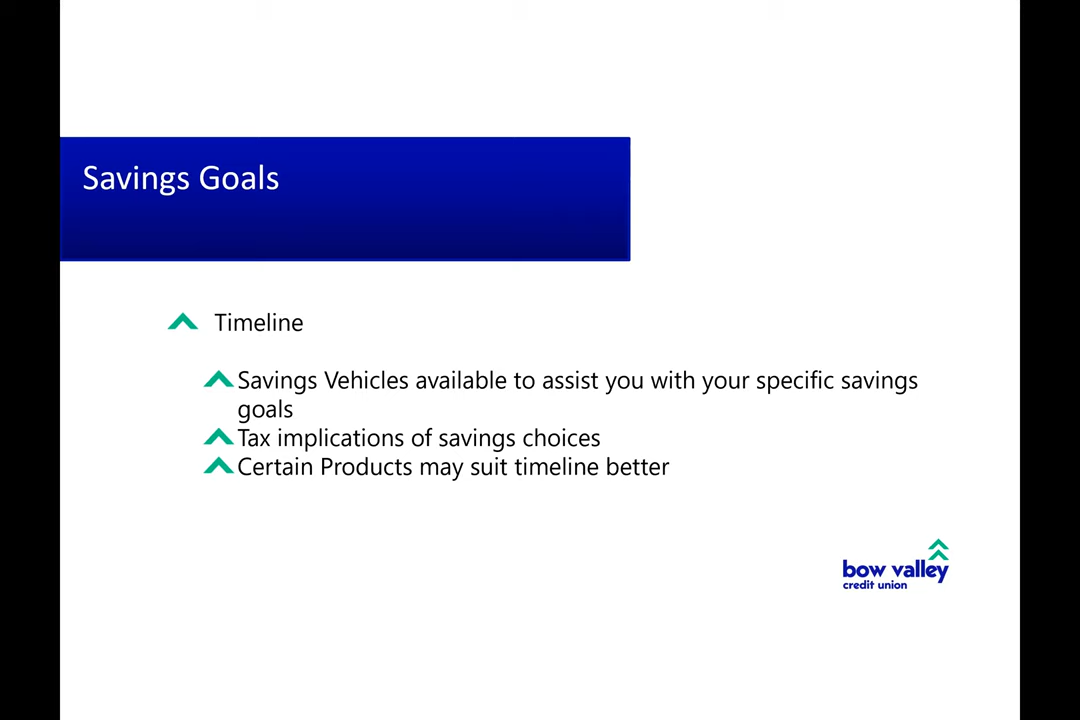 Savings Goals
Timeline
Savings Vehicles available to assist you with your specific savings
goals
Tax implications of savings choices
Certain Products may suit timeline better
bow valley
credit union